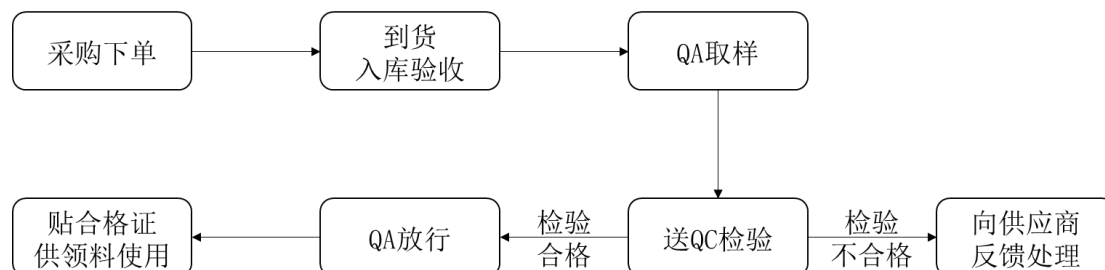 采购下单
到货
入库验收
QA取样
贴合格证
供领料使用
QA放行
检验
合格
送QC检验
检验
不合格
向供应商
反馈处理